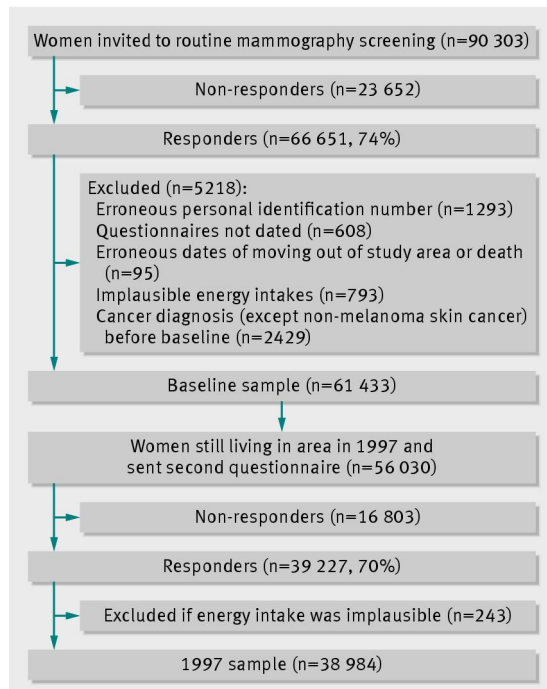 Women invited to routine mammography screening (n=90 303)
Non-responders (n=23 652)
Responders (n=66 651, 74%)
Excluded (n=5218):
Erroneous personal identification number (n=1293)
Questionnaires not dated (n=608)
Erroneous dates of moving out of study area or death
(n=95)
Implausible energy intakes (n=793)
Cancer diagnosis (except non-melanoma skin cancer)
before baseline (n=2429)
Baseline sample (n=61 433)
Women still living in area in 1997 and
sent second questionnaire (n=56 030)
Non-responders (n=16 803)
Responders (n=39 227, 70%)
Excluded if energy intake was implausible (n=243)
1997 sample (n=38 984)